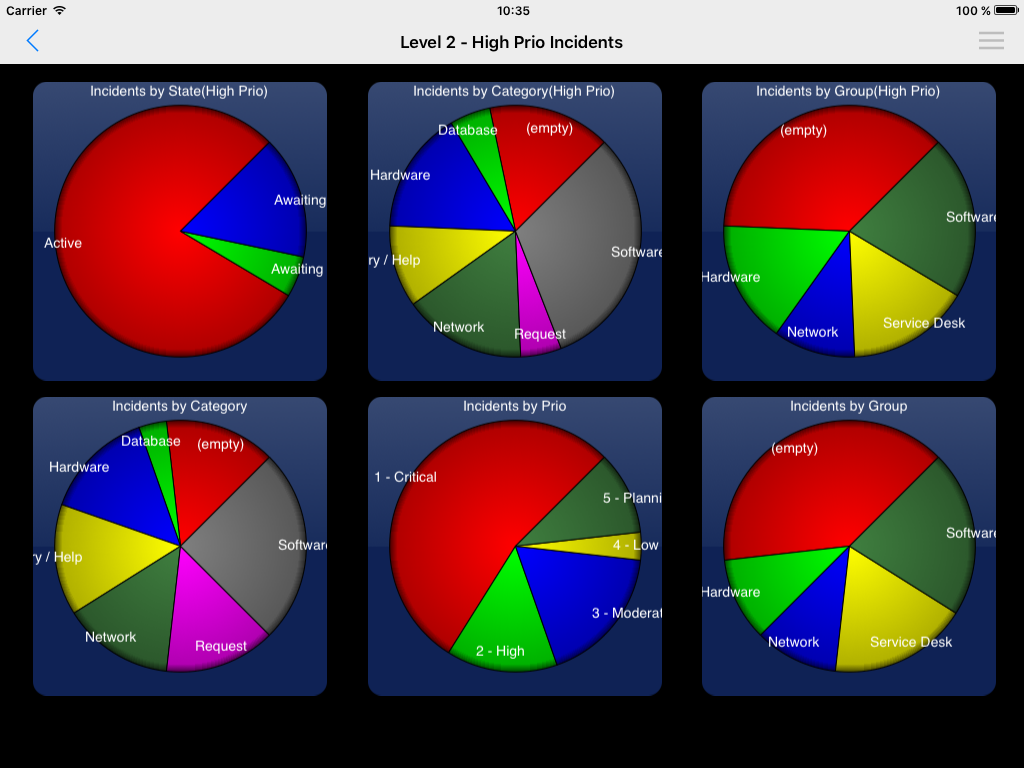 Carrier 10:35 100 %
Level 2 - High Prio Incidents
Incidents by State(High Prio)
Awaiting
Active
Awaiting
Incidents by Category(High Prio)
(empty)
Database
Hardware
Software
ry / Help
Network
Request
Incidents by Group(High Prio)
(empty)
Software
Hardware
Service Desk
Network
Incidents by Category
Database
(empty)
Hardware
Software
ry / Help
Network
Request
Incidents by Prio
1 - Critical
5 - Planni
4 - Low
3 - Moderat
2 - High
Incidents by Group
(empty)
Software
Hardware
Network
Service Desk